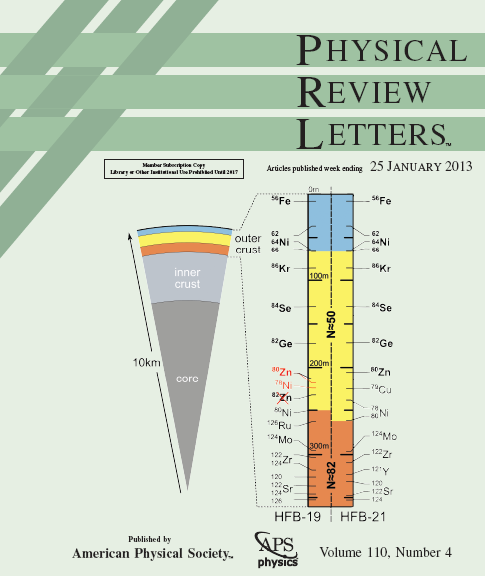 PHYSICAL
REVIEW
LETTERS™
Member Subscription Copy
Library or Other Institutional Use Prohibited Until 2017
Articles published week ending 25 JANUARY 2013
0m
56Fe
56Fe
62
62
64Ni
64Ni
66
66
outer
crust
86Kr
86Kr
inner
crust
100m
84Se
84Se
N≈50
82Ge
82Ge
10km
core
200m
80Zn
80Zn
78Ni
79Cu
82Zn
78
80Ni
80Ni
126Ru
124Mo
124Mo
300m
122
124Zr
122Zr
121Y
120
120
122Sr
122Sr
124
124
126
N≈82
HFB-19
HFB-21
Published by
American Physical Society™
APS
physics
Volume 110, Number 4